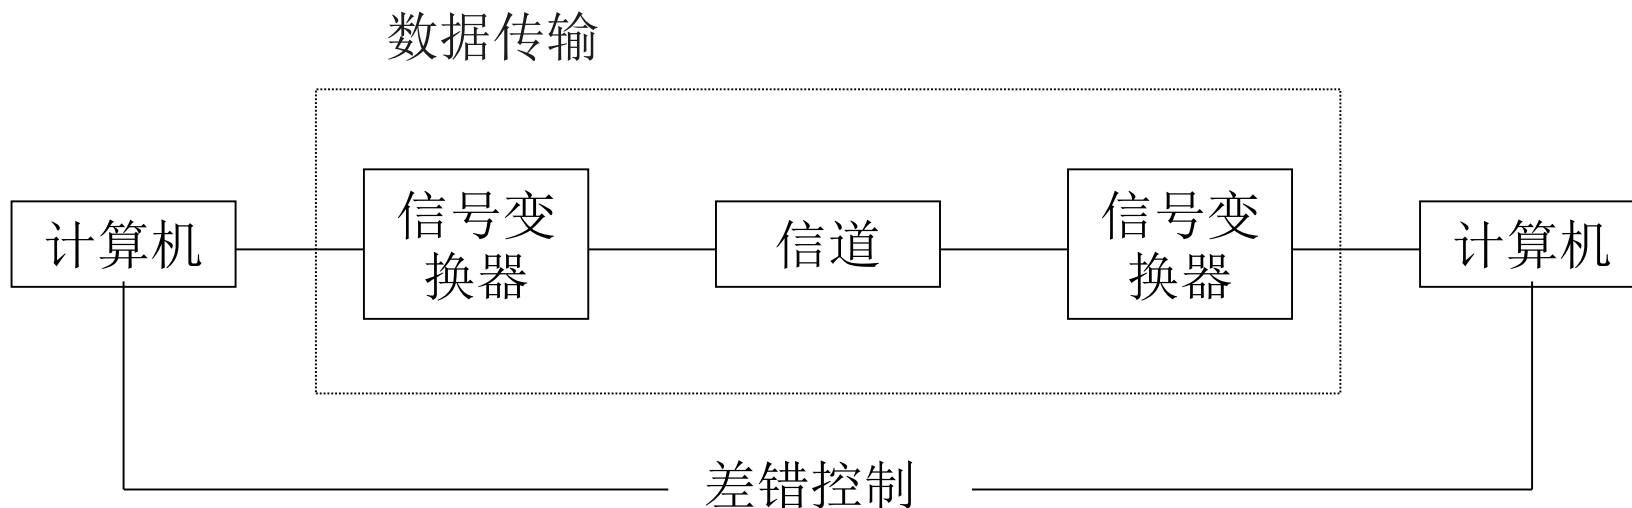 数据传输
计算机
信号变
换器
信道
信号变
换器
计算机
差错控制